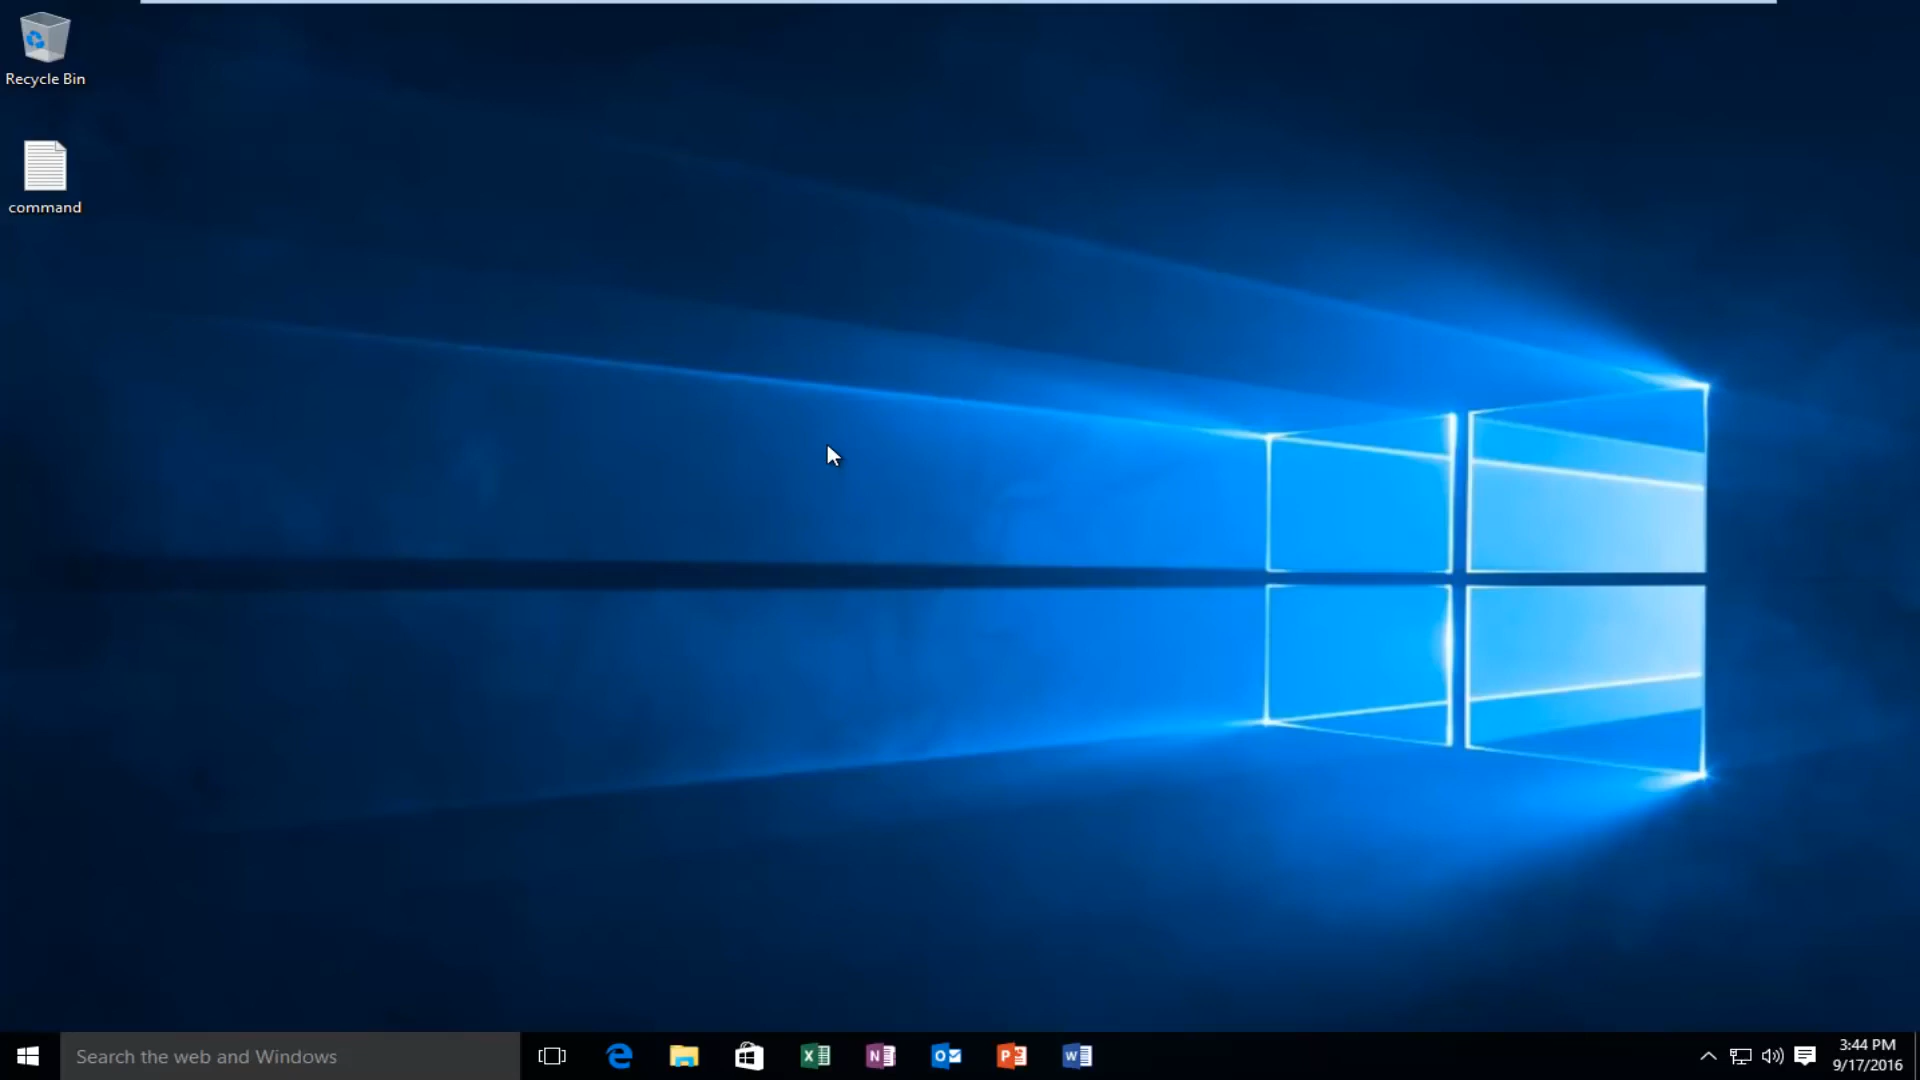 Recycle Bin
command
Search the web and Windows
3:44 PM
9/17/2016